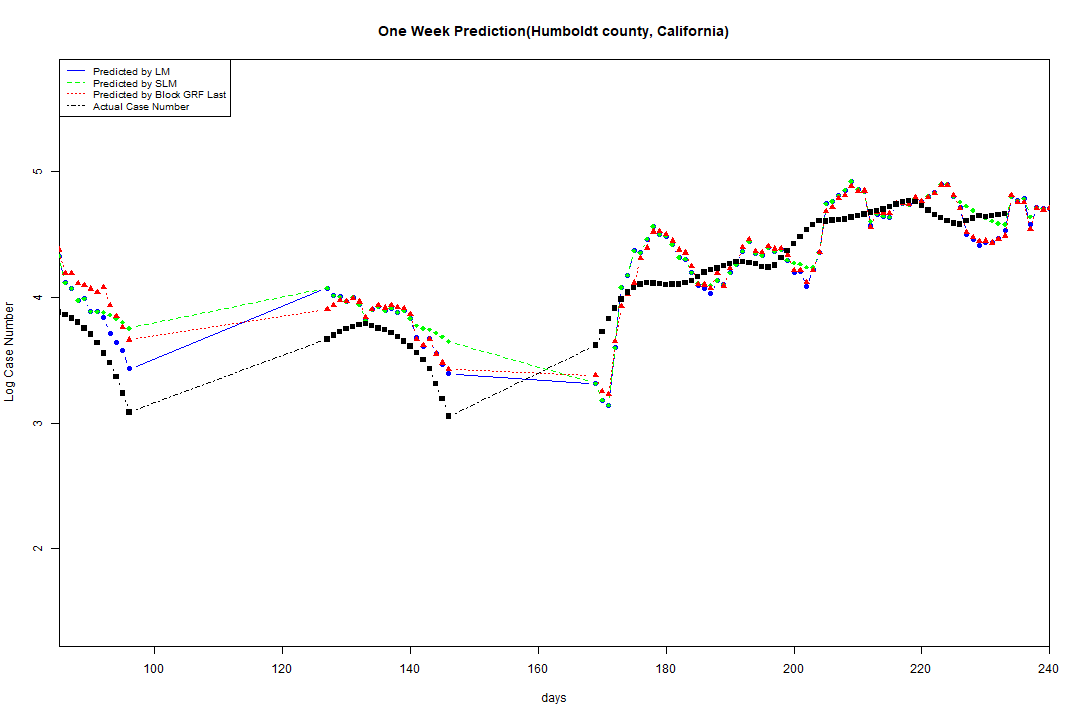 One Week Prediction(Humboldt county, California)
Predicted by LM
Predicted by SLM
Predicted by Block GRF Last
Actual Case Number
5
4
3
2
Log Case Number
100 120 140 160 180 200 220 240
days